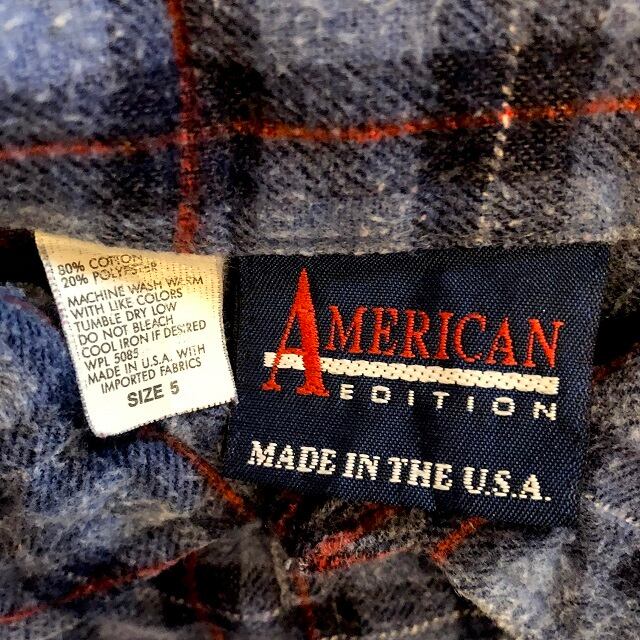 80% COTTON
20% POLYESTER
MACHINE WASH WARM
WITH LIKE COLORS
TUMBLE DRY LOW
DO NOT BLEACH
COOL IRON IF DESIRED
WPL 5085
MADE IN U.S.A. WITH
IMPORTED FABRICS
SIZE 5
AMERICAN
EDITION
MADE IN THE U.S.A.